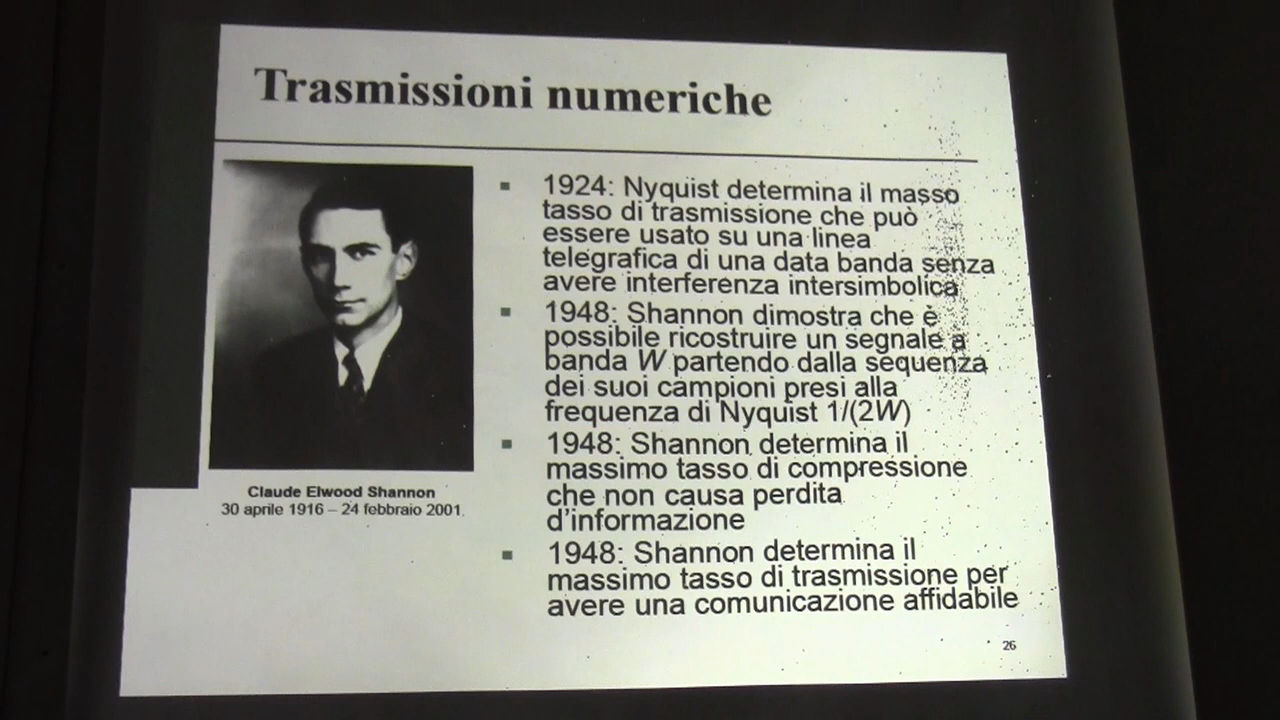 Trasmissioni numeriche
1924: Nyquist determina il masso
tasso di trasmissione che può
essere usato su una linea
telegrafica di una data banda senza
avere interferenza intersimbolica
1948: Shannon dimostra che è
possibile ricostruire un segnale a
banda W partendo dalla sequenza
dei suoi campioni presi alla
frequenza di Nyquist 1/(2W)
1948: Shannon determina il
massimo tasso di compressione
che non causa perdita
d'informazione
1948: Shannon determina il
massimo tasso di trasmissione per
avere una comunicazione affidabile
Claude Elwood Shannon
30 aprile 1916 – 24 febbraio 2001
26